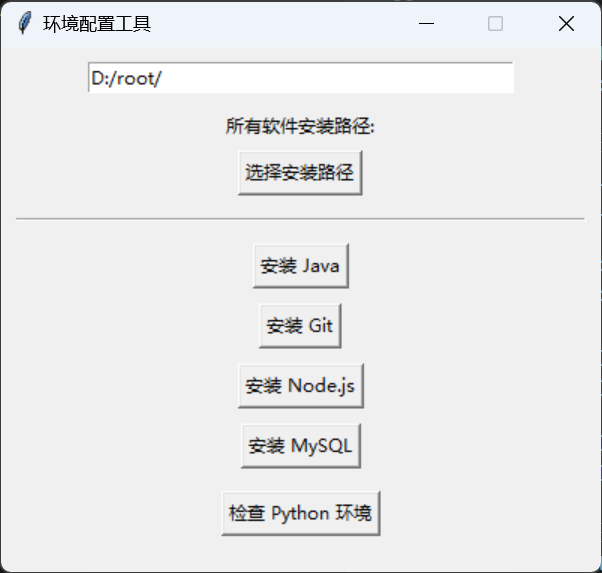 环境配置工具
D:/root/
所有软件安装路径:
选择安装路径
安装 Java
安装 Git
安装 Node.js
安装 MySQL
检查 Python 环境